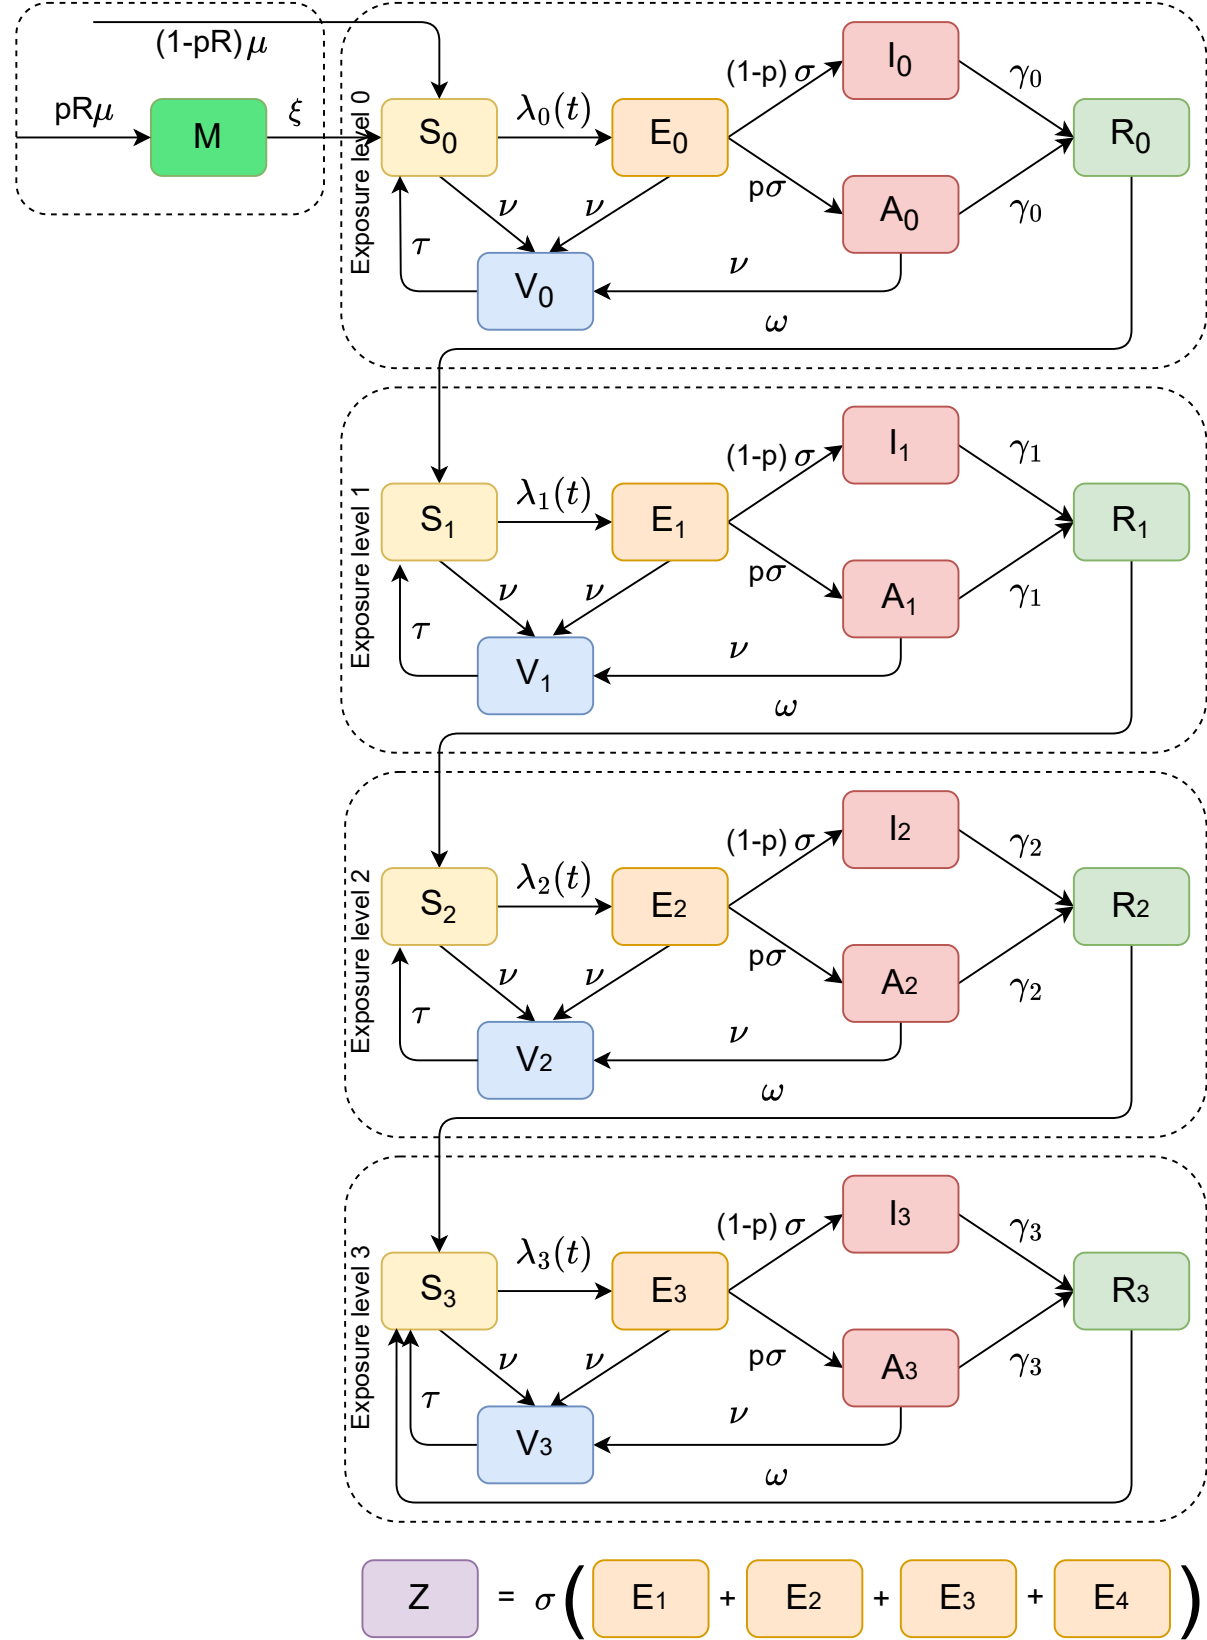 (1-pR) μ
pRμ
M
ξ
Exposure level 0
S0
λ0(t)
E0
(1-p) σ
I0
γ0
R0
pσ
A0
γ0
ν
ν
τ
V0
ν
ω
Exposure level 1
S1
λ1(t)
E1
(1-p) σ
I1
γ1
R1
pσ
A1
γ1
ν
ν
τ
V1
ν
ω
Exposure level 2
S2
λ2(t)
E2
(1-p) σ
I2
γ2
R2
pσ
A2
γ2
ν
ν
τ
V2
ν
ω
Exposure level 3
S3
λ3(t)
E3
(1-p) σ
I3
γ3
R3
pσ
A3
γ3
ν
ν
τ
V3
ν
ω
Z = σ ( E1 + E2 + E3 + E4 )